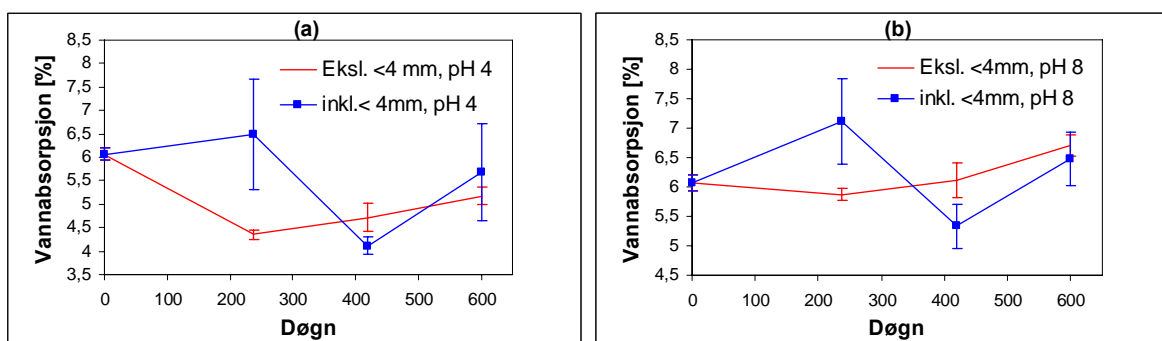 (a)
8,5
8
7,5
7
6,5
6
5,5
5
4,5
4
3,5
Vannabsorpsjon [%]
Eksl. <4 mm, pH 4
inkl.< 4mm, pH 4
0 100 200 300 400 500 600
Døgn
(b)
8,5
8
7,5
7
6,5
6
5,5
5
4,5
Vannabsorpsjon [%]
Eksl. <4mm, pH 8
inkl. <4mm, pH 8
0 100 200 300 400 500 600
Døgn